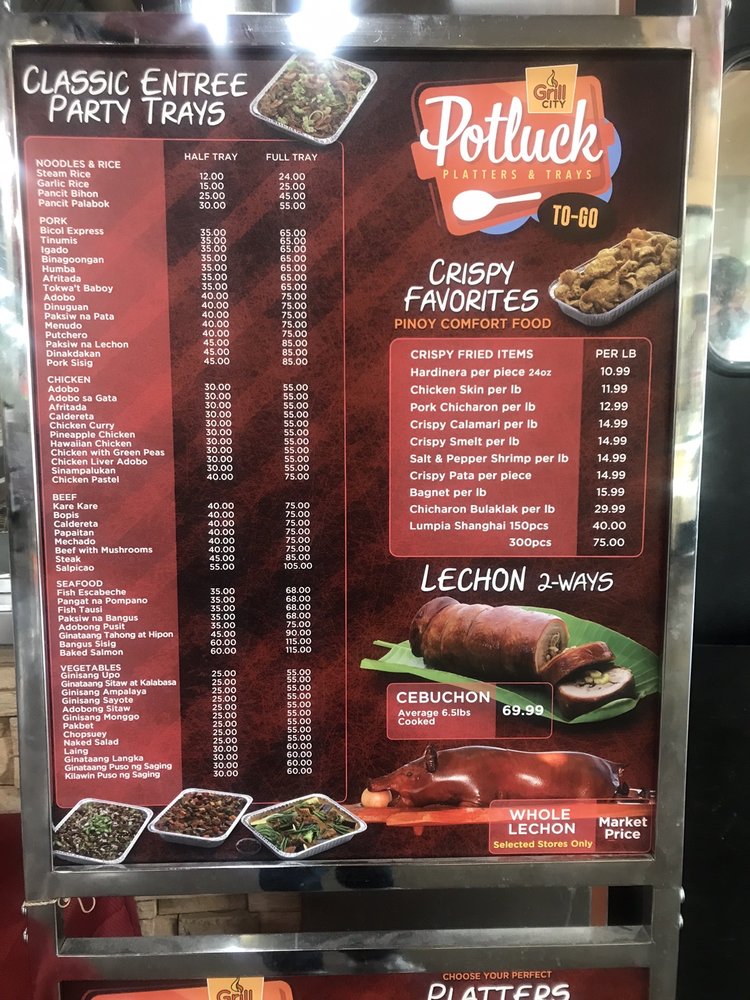 CLASSIC ENTREE
PARTY TRAYS
HALF TRAY FULL TRAY
NOODLES & RICE
Steam Rice 12.00 24.00
Garlic Rice 15.00 25.00
Pancit Bihon 25.00 45.00
Pancit Palabok 30.00 55.00
PORK
Bicol Express 35.00 65.00
Tinumis 35.00 65.00
Igado 35.00 65.00
Binagoongan 35.00 65.00
Humba 35.00 65.00
Afritada 35.00 65.00
Tokwa't Baboy 35.00 65.00
Adobo 40.00 75.00
Dinuguan 40.00 75.00
Paksiw na Pata 40.00 75.00
Menudo 40.00 75.00
Putchero 40.00 75.00
Paksiw na Lechon 45.00 85.00
Dinakdakan 45.00 85.00
Pork Sisig 45.00 85.00
CHICKEN
Adobo 30.00 55.00
Adobo sa Gata 30.00 55.00
Afritada 30.00 55.00
Caldereta 30.00 55.00
Chicken Curry 30.00 55.00
Pineapple Chicken 30.00 55.00
Hawaiian Chicken 30.00 55.00
Chicken with Green Peas 30.00 55.00
Chicken Liver Adobo 30.00 55.00
Sinampalukan 30.00 55.00
Chicken Pastel 40.00 75.00
BEEF
Kare Kare 40.00 75.00
Bopis 40.00 75.00
Caldereta 40.00 75.00
Papaitan 40.00 75.00
Mechado 40.00 75.00
Beef with Mushrooms 40.00 75.00
Steak 45.00 85.00
Salpicao 55.00 105.00
SEAFOOD
Fish Escabeche 35.00 68.00
Pangat na Pompano 35.00 68.00
Fish Tausi 35.00 68.00
Paksiw na Bangus 35.00 68.00
Adobong Pusit 35.00 75.00
Ginataang Tahong at Hipon 45.00 90.00
Bangus Sisig 60.00 115.00
Baked Salmon 60.00 115.00
VEGETABLES
Ginisang Upo 25.00 55.00
Ginataang Sitaw at Kalabasa 25.00 55.00
Ginisang Ampalaya 25.00 55.00
Ginisang Sayote 25.00 55.00
Adobong Sitaw 25.00 55.00
Ginisang Monggo 25.00 55.00
Pakbet 25.00 55.00
Chopsuey 25.00 55.00
Naked Salad 25.00 55.00
Laing 30.00 60.00
Ginataang Langka 30.00 60.00
Ginataang Puso ng Saging 30.00 60.00
Kilawin Puso ng Saging 30.00 60.00
Grill
CITY
Potluck
PLATTERS & TRAYS
TO-GO
CRISPY
FAVORITES
PINOY COMFORT FOOD
CRISPY FRIED ITEMS PER LB
Hardinera per piece 24oz 10.99
Chicken Skin per lb 11.99
Pork Chicharon per lb 12.99
Crispy Calamari per lb 14.99
Crispy Smelt per lb 14.99
Salt & Pepper Shrimp per lb 14.99
Crispy Pata per piece 14.99
Bagnet per lb 15.99
Chicharon Bulaklak per lb 29.99
Lumpia Shanghai 150pcs 40.00
300pcs 75.00
LECHON 2-WAYS
CEBUCHON 69.99
Average 6.5lbs
Cooked
WHOLE
LECHON
Selected Stores Only
Market
Price
Grill
CHOOSE YOUR PERFECT
PLATTERS